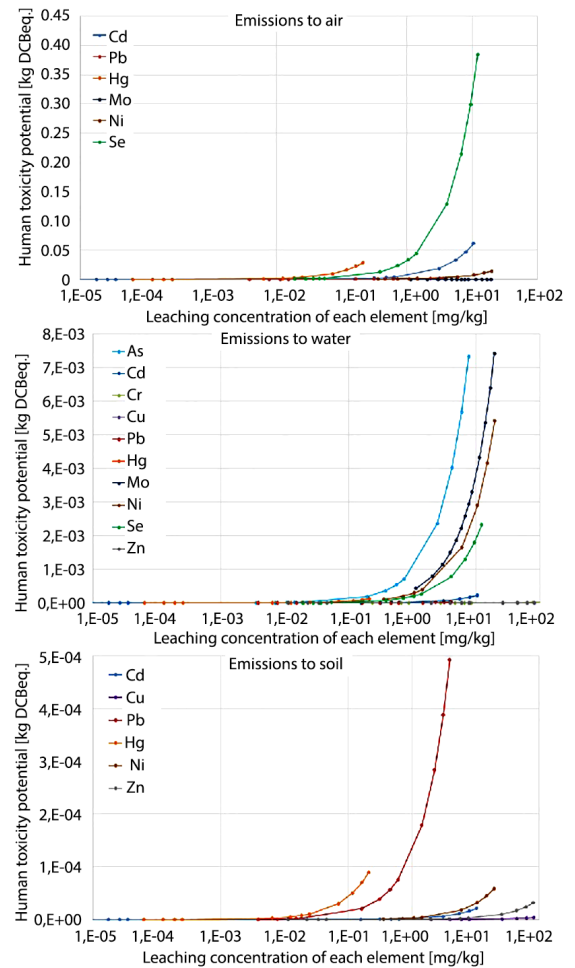 Emissions to air
Human toxicity potential [kg DCBeq.]
0.45
0.40
0.35
0.30
0.25
0.20
0.15
0.10
0.05
0
Cd
Pb
Hg
Mo
Ni
Se
1,E-05 1,E-04 1,E-03 1,E-02 1,E-01 1,E+00 1,E+01 1,E+02
Leaching concentration of each element [mg/kg]
Emissions to water
Human toxicity potential [kg DCBeq.]
8,E-03
7,E-03
6,E-03
5,E-03
4,E-03
3,E-03
2,E-03
1,E-03
0,E+00
As
Cd
Cr
Cu
Pb
Hg
Mo
Ni
Se
Zn
1,E-05 1,E-04 1,E-03 1,E-02 1,E-01 1,E+00 1,E+01 1,E+02
Leaching concentration of each element [mg/kg]
Emissions to soil
Human toxicity potential [kg DCBeq.]
5,E-04
4,E-04
3,E-04
2,E-04
1,E-04
0,E+00
Cd
Cu
Pb
Hg
Ni
Zn
1,E-05 1,E-04 1,E-03 1,E-02 1,E-01 1,E+00 1,E+01 1,E+02
Leaching concentration of each element [mg/kg]